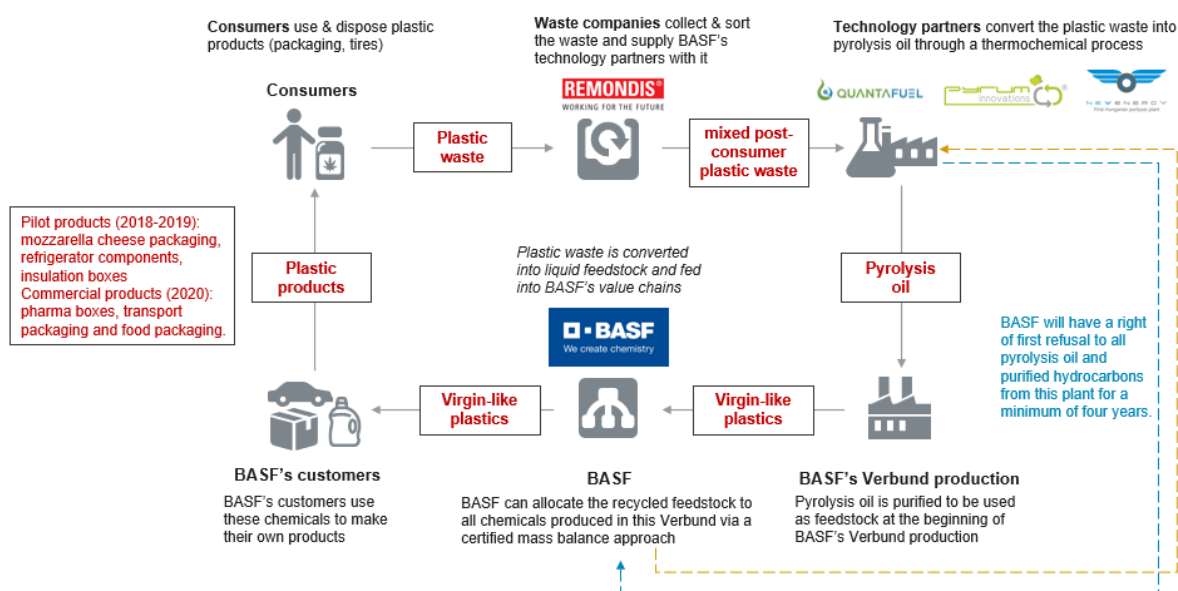 Consumers use & dispose plastic
products (packaging, tires)
Waste companies collect & sort
the waste and supply BASF's
technology partners with it
Technology partners convert the plastic waste into
pyrolysis oil through a thermochemical process
Consumers
REMONDIS®
WORKING FOR THE FUTURE
QUANTAFUEL
pyrum
innovations
®
NEWENERGY
First Hungarian pyrolysis plant
Plastic
waste
mixed post-
consumer
plastic waste
Pilot products (2018-2019):
mozzarella cheese packaging,
refrigerator components,
insulation boxes
Commercial products (2020):
pharma boxes, transport
packaging and food packaging.
Plastic
products
Plastic waste is converted
into liquid feedstock and fed
into BASF's value chains
Pyrolysis
oil
BASF
We create chemistry
BASF will have a right
of first refusal to all
pyrolysis oil and
purified hydrocarbons
from this plant for a
minimum of four years.
Virgin-like
plastics
Virgin-like
plastics
BASF's customers
BASF's customers use
these chemicals to make
their own products
BASF
BASF can allocate the recycled feedstock to
all chemicals produced in this Verbund via a
certified mass balance approach
BASF's Verbund production
Pyrolysis oil is purified to be used
as feedstock at the beginning of
BASF's Verbund production